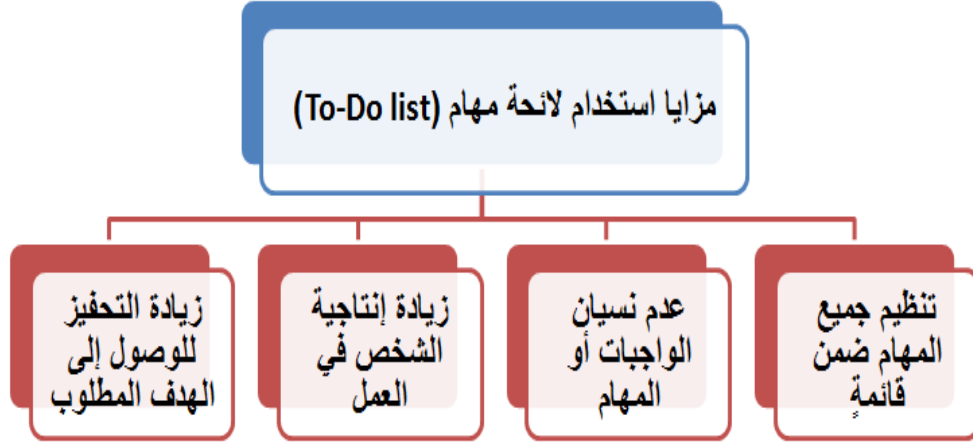 مزايا استخدام لائحة مهام (To-Do list)
تنظيم جميع
المهام ضمن
قائمةٍ
عدم نسيان
الواجبات أو
المهام
زيادة إنتاجية
الشخص في
العمل
زيادة التحفيز
للوصول إلى
الهدف المطلوب